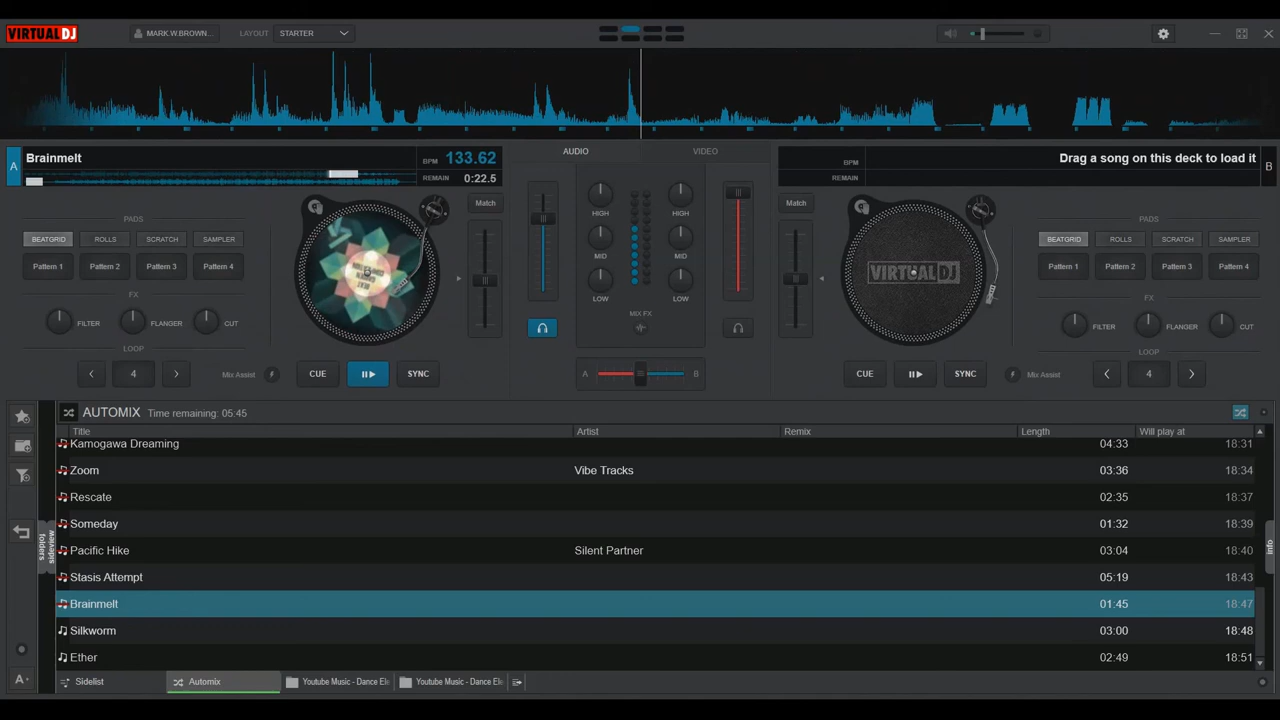 VIRTUAL DJ
MARK.W.BROWN...
LAYOUT STARTER
A
Brainmelt
BPM 133.62
REMAIN 0:22.5
AUDIO
VIDEO
BPM
REMAIN
Drag a song on this deck to load it
B
PADS
BEATGRID ROLLS SCRATCH SAMPLER
Pattern 1 Pattern 2 Pattern 3 Pattern 4
FX
FILTER FLANGER CUT
LOOP
4
Mix Assist
CUE
SYNC
Match
HIGH HIGH
MID MID
LOW LOW
MIX FX
A B
Match
VIRTUAL DJ
PADS
BEATGRID ROLLS SCRATCH SAMPLER
Pattern 1 Pattern 2 Pattern 3 Pattern 4
FX
FILTER FLANGER CUT
LOOP
CUE
SYNC
Mix Assist
4
AUTOMIX Time remaining: 05:45
Title Artist Remix Length Will play at
Kamogawa Dreaming 04:33 18:31
Zoom Vibe Tracks 03:36 18:34
Rescate 02:35 18:37
Someday 01:32 18:39
Pacific Hike Silent Partner 03:04 18:40
Stasis Attempt 05:19 18:43
Brainmelt 01:45 18:47
Silkworm 03:00 18:48
Ether 02:49 18:51
folders
sideview
info
A
Sidelist
Automix
Youtube Music - Dance Ele
Youtube Music - Dance Ele